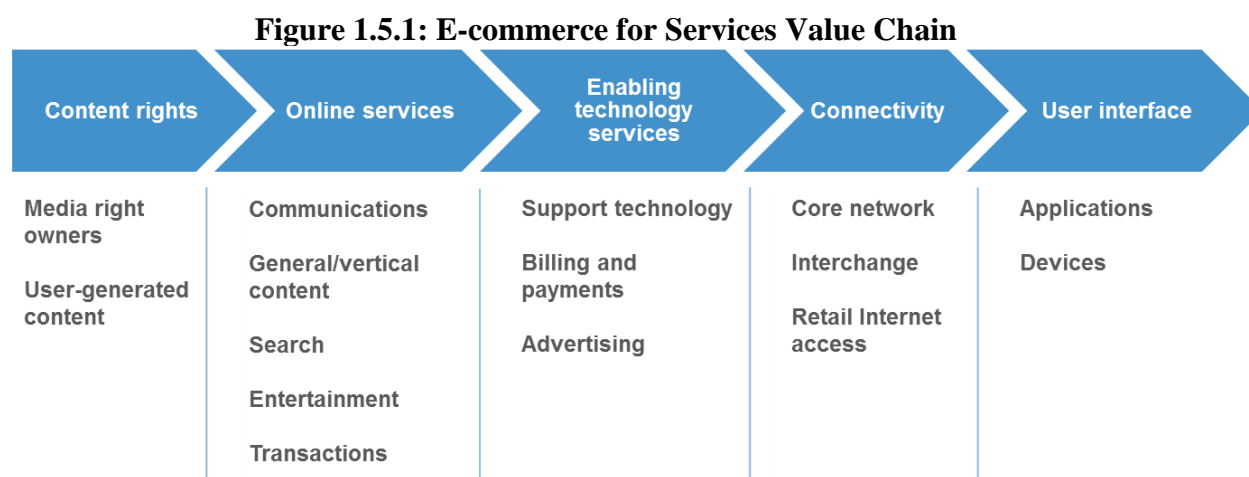 Figure 1.5.1: E-commerce for Services Value Chain
Content rights
Online services
Enabling
technology
services
Connectivity
User interface
Media right
owners
User-generated
content
Communications
General/vertical
content
Search
Entertainment
Transactions
Support technology
Billing and
payments
Advertising
Core network
Interchange
Retail Internet
access
Applications
Devices